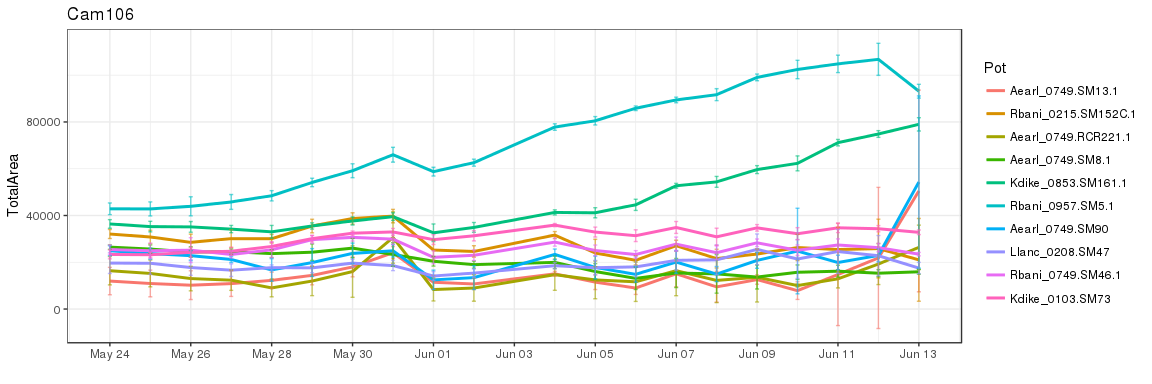 Cam106
TotalArea
80000
40000
0
May 24
May 26
May 28
May 30
Jun 01
Jun 03
Jun 05
Jun 07
Jun 09
Jun 11
Jun 13
Pot
Aearl_0749.SM13.1
Rbani_0215.SM152C.1
Aearl_0749.RCR221.1
Aearl_0749.SM8.1
Kdike_0853.SM161.1
Rbani_0957.SM5.1
Aearl_0749.SM90
Llanc_0208.SM47
Rbani_0749.SM46.1
Kdike_0103.SM73